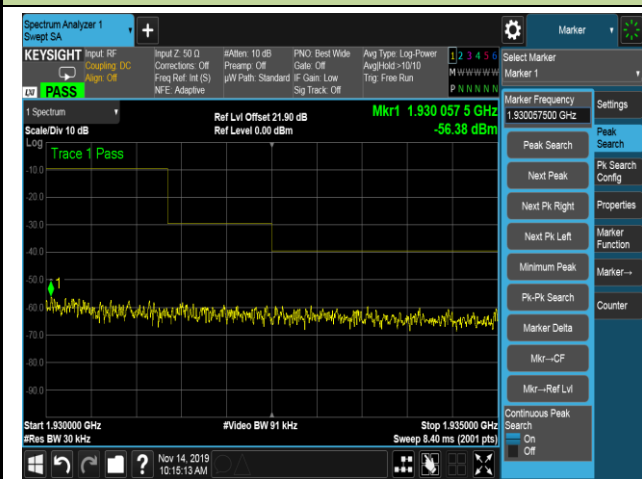 Spectrum Analyzer 1
Swept SA
+
Marker
KEYSIGHT
Input: RF
Coupling: DC
Align: Off
Input Z: 50 Ω
Corrections: Off
Freq Ref: Int (S)
NFE: Adaptive
#Atten: 10 dB
Preamp: Off
µW Path: Standard
PNO: Best Wide
Gate: Off
IF Gain: Low
Sig Track: Off
Avg Type: Log-Power
Avg|Hold:>10/10
Trig: Free Run
1 2 3 4 5 6
M W W W W W
P N N N N N
PASS
Select Marker
Marker 1
1 Spectrum
Scale/Div 10 dB
Ref Lvl Offset 21.90 dB
Ref Level 0.00 dBm
Mkr1 1.930 057 5 GHz
-56.38 dBm
Log
Trace 1 Pass
-10.0
-20.0
-30.0
-40.0
-50.0
1
-60.0
-70.0
-80.0
-90.0
Start 1.930000 GHz
#Res BW 30 kHz
#Video BW 91 kHz
Stop 1.935000 GHz
Sweep 8.40 ms (2001 pts)
Marker Frequency
1.930057500 GHz
Peak Search
Next Peak
Next Pk Right
Next Pk Left
Minimum Peak
Pk-Pk Search
Marker Delta
Mkr→CF
Mkr→Ref Lvl
Continuous Peak
Search
On
Off
Settings
Peak
Search
Pk Search
Config
Properties
Marker
Function
Marker→
Counter
?
Nov 14, 2019
10:15:13 AM